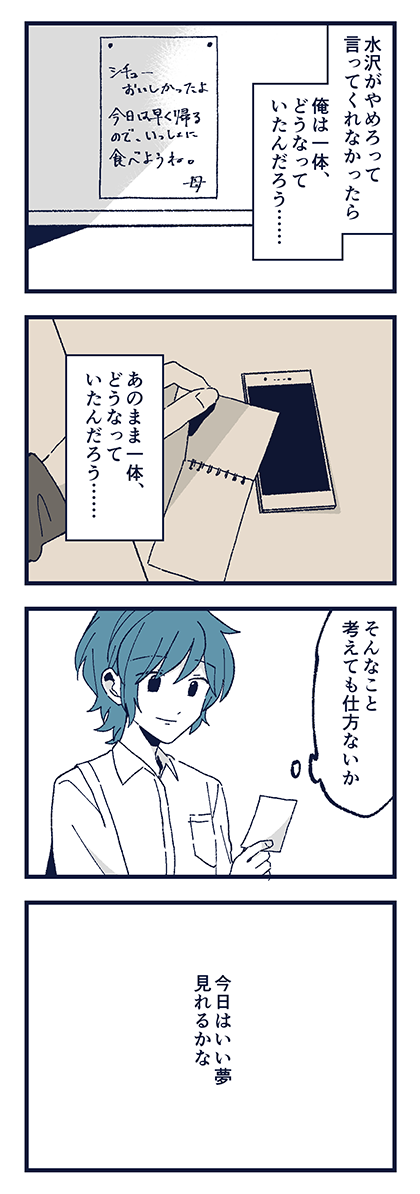 水沢がやめろって
言ってくれなかったら
俺は一体、
どうなって
いたんだろう……
シチュー
おいしかったよ
今日は早く帰る
ので、いっしょに
食べようね。
母
あのまま一体、
どうなって
いたんだろう……
そんなこと
考えても仕方ないか
今日はいい夢
見れるかな